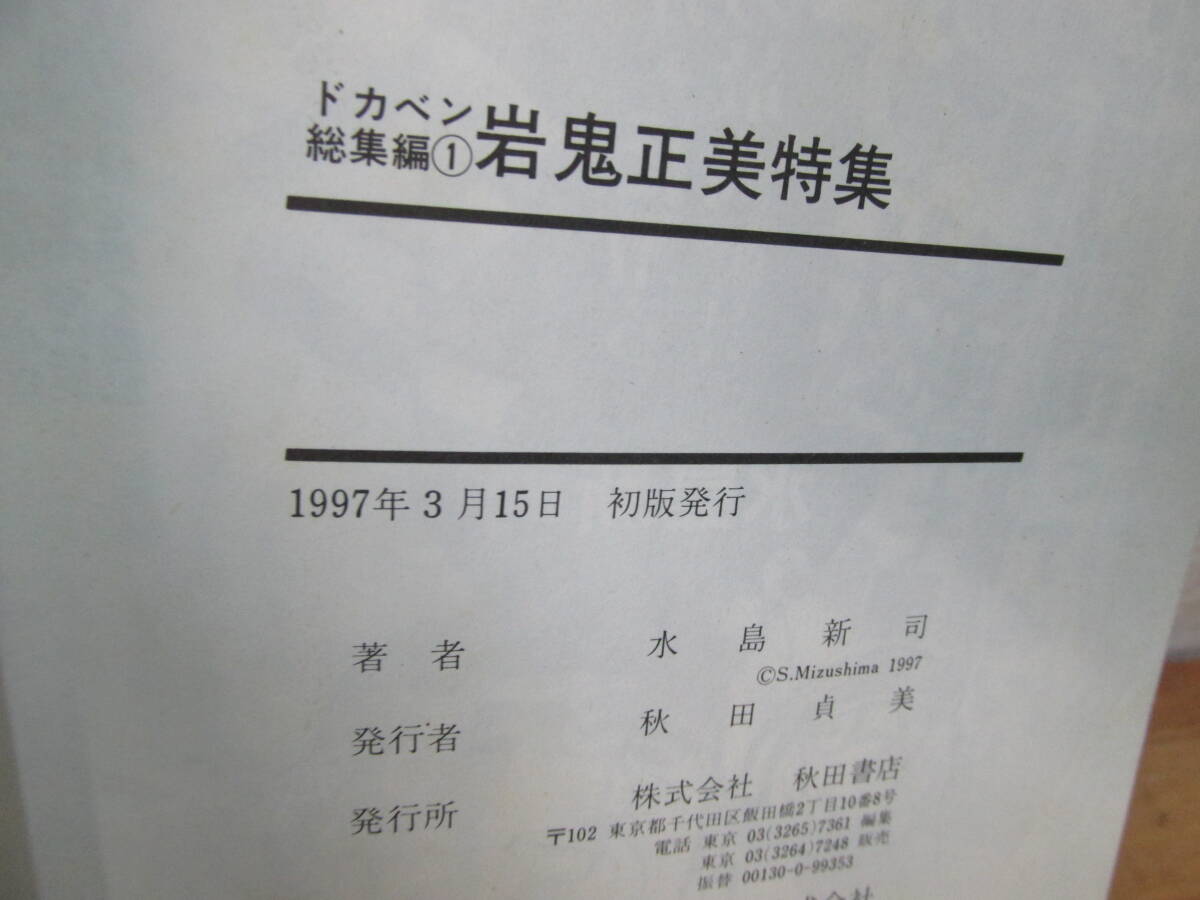 ドカベン
総集編①岩鬼正美特集
1997年3月15日 初版発行
著者 水島新司
©S.Mizushima 1997
発行者 秋田貞美
発行所 株式会社 秋田書店
〒102 東京都千代田区飯田橋2丁目10番8号
電話 東京 03(3265)7361 編集
東京 03(3264)7248 販売
振替 00130-0-99353
式会社